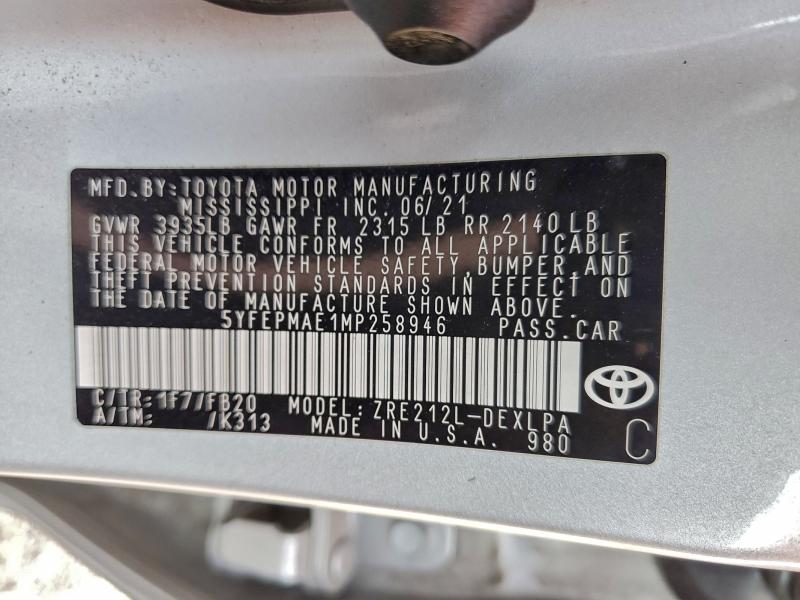 MFD. BY: TOYOTA MOTOR MANUFACTURING
MISSISSIPPI INC. 06/21
GVWR 3935LB GAWR FR 2315 LB RR 2140 LB
THIS VEHICLE CONFORMS TO ALL APPLICABLE
FEDERAL MOTOR VEHICLE SAFETY, BUMPER, AND
THEFT PREVENTION STANDARDS IN EFFECT ON
THE DATE OF MANUFACTURE SHOWN ABOVE.
5YFEPMAE1MP258946 PASS. CAR
C/TR: 1F7/FB20 MODEL: ZRE212L-DEXLPA
A/TM: /K313 MADE IN U.S.A. 980
C